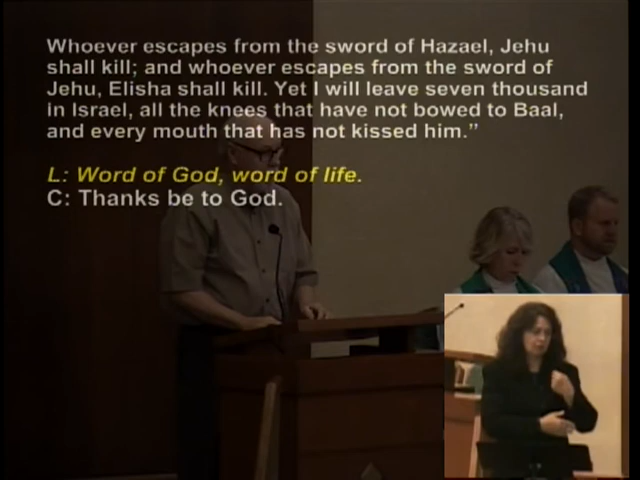 Whoever escapes from the sword of Hazael, Jehu
shall kill; and whoever escapes from the sword of
Jehu, Elisha shall kill. Yet I will leave seven thousand
in Israel, all the knees that have not bowed to Baal,
and every mouth that has not kissed him.”
L: Word of God, word of life.
C: Thanks be to God.